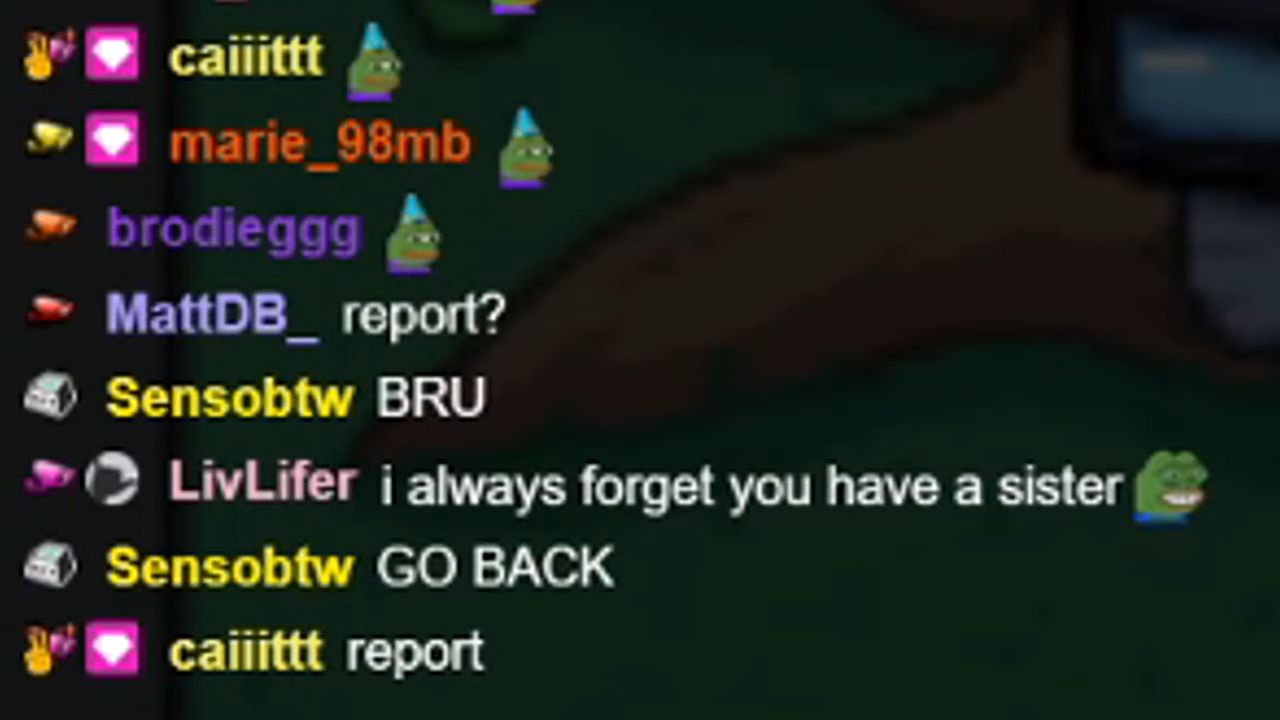 caiiittt
marie_98mb
brodieggg
MattDB_ report?
Sensobtw BRU
LivLifer i always forget you have a sister
Sensobtw GO BACK
caiiittt report